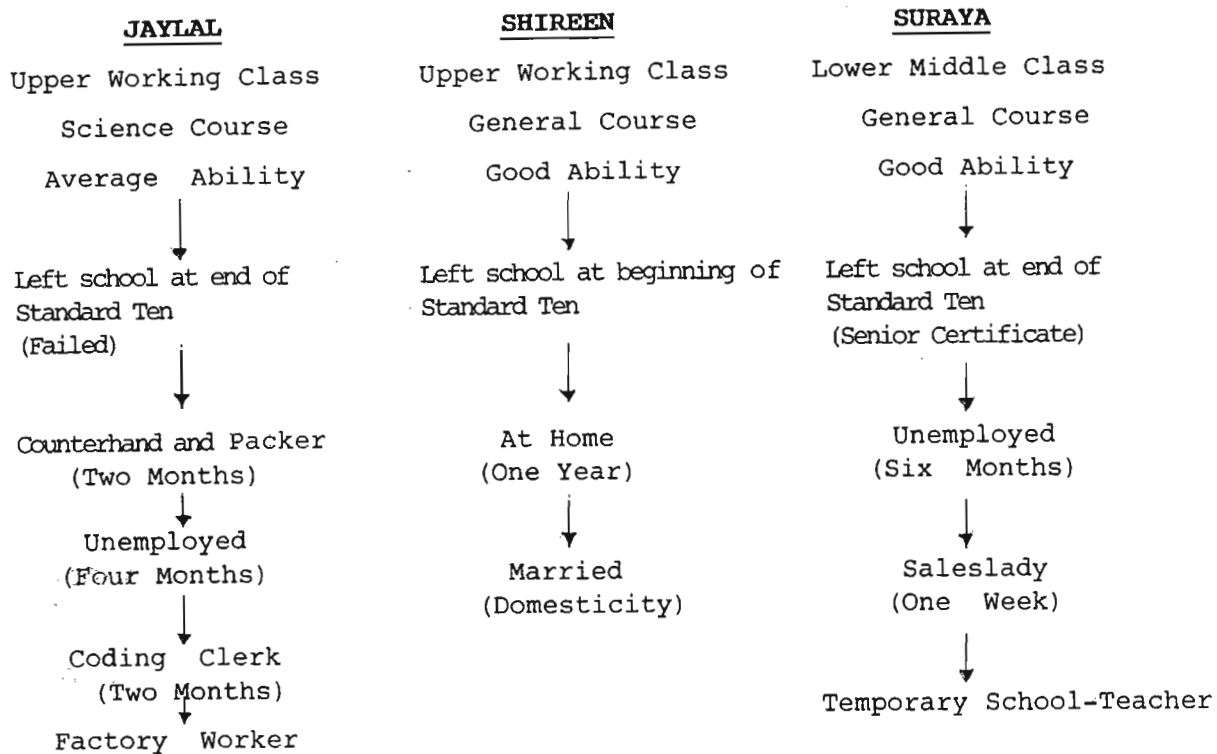 JAYLAL
Upper Working Class
Science Course
Average Ability
Left school at end of
Standard Ten
(Failed)
Counterhand and Packer
(Two Months)
Unemployed
(Four Months)
Coding Clerk
(Two Months)
Factory Worker
SHIREEN
Upper Working Class
General Course
Good Ability
Left school at beginning of
Standard Ten
At Home
(One Year)
Married
(Domesticity)
SURAYA
Lower Middle Class
General Course
Good Ability
Left school at end of
Standard Ten
(Senior Certificate)
Unemployed
(Six Months)
Saleslady
(One Week)
Temporary School-Teacher